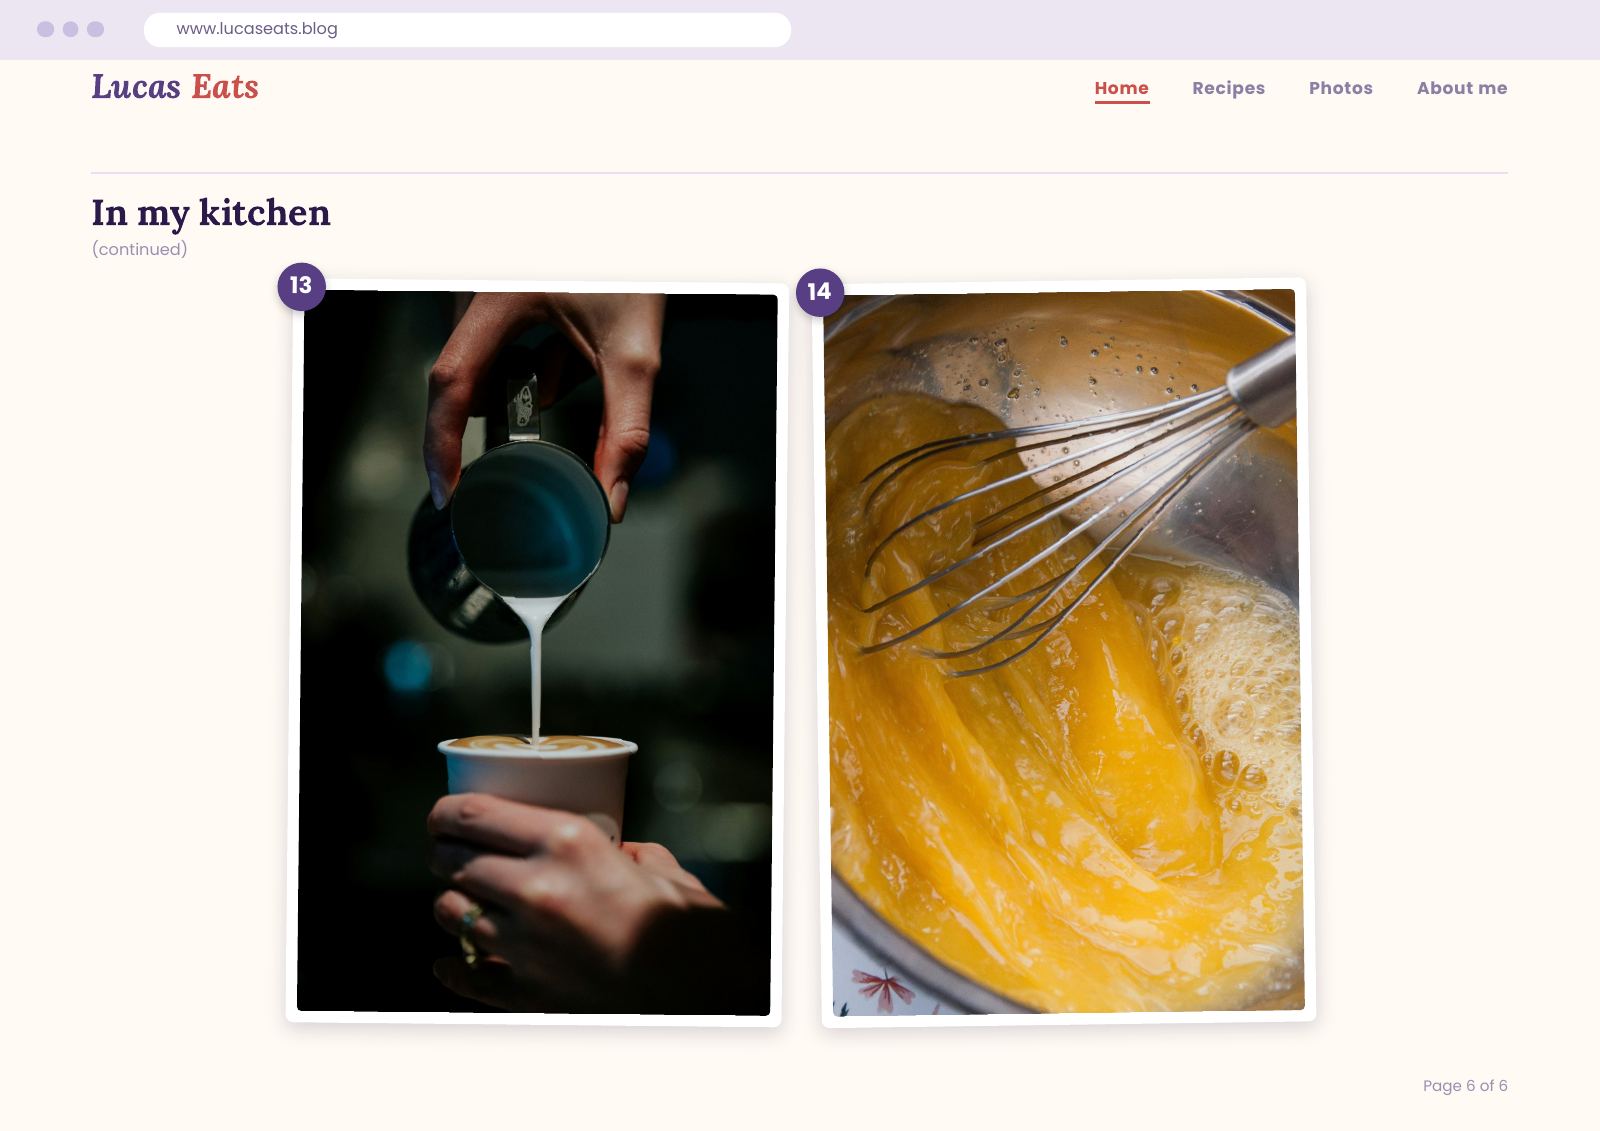 www.lucaseats.blog
Lucas Eats
Home Recipes Photos About me
In my kitchen
(continued)
13
14
Page 6 of 6